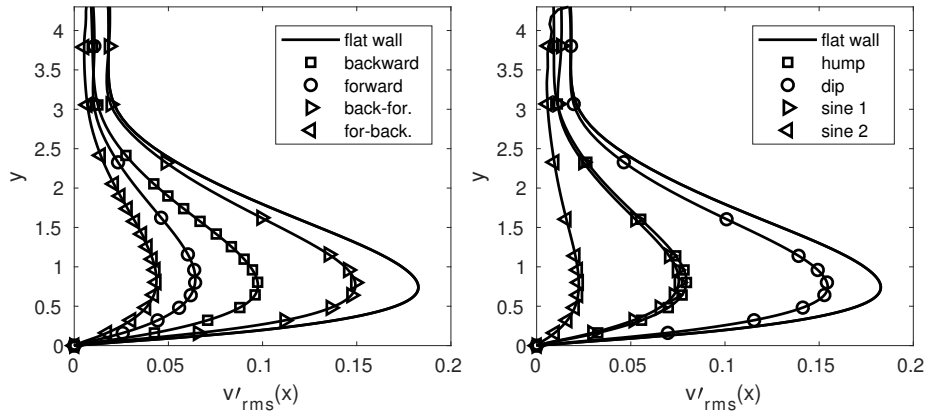 4
3.5
3
2.5
2
1.5
1
0.5
0
y
0
0.05
0.1
0.15
0.2
v′rms(x)
flat wall
backward
forward
back-for.
for-back.
4
3.5
3
2.5
2
1.5
1
0.5
0
y
0
0.05
0.1
0.15
0.2
v′rms(x)
flat wall
hump
dip
sine 1
sine 2